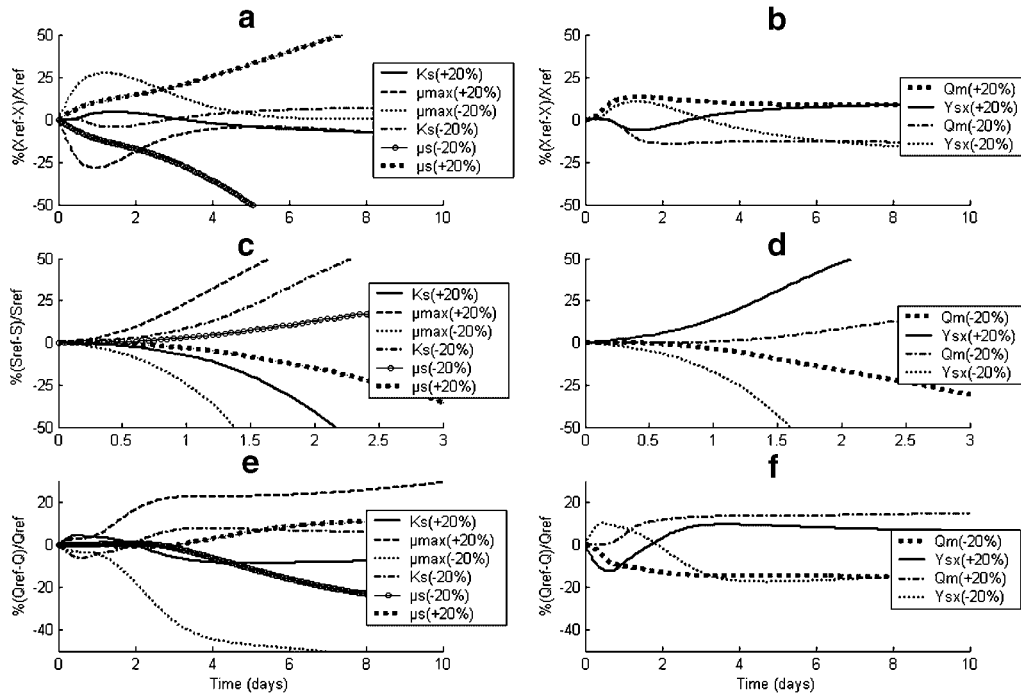 a
50
25
0
-25
-50
%(Xref-X)/Xref
0
2
4
6
8
10
Ks(+20%)
µmax(+20%)
µmax(-20%)
Ks(-20%)
µs(-20%)
µs(+20%)
b
50
25
0
-25
-50
%(Xref-X)/Xref
0
2
4
6
8
10
Qm(+20%)
Ysx(+20%)
Qm(-20%)
Ysx(-20%)
c
50
25
0
-25
-50
%(Sref-S)/Sref
0
0.5
1
1.5
2
2.5
3
Ks(+20%)
µmax(+20%)
µmax(-20%)
Ks(-20%)
µs(-20%)
µs(+20%)
d
50
25
0
-25
-50
%(Sref-S)/Sref
0
0.5
1
1.5
2
2.5
3
Qm(-20%)
Ysx(+20%)
Qm(-20%)
Ysx(-20%)
e
20
0
-20
-40
%(Qref-Q)/Qref
0
2
4
6
8
10
Time (days)
Ks(+20%)
µmax(+20%)
µmax(-20%)
Ks(-20%)
µs(-20%)
µs(+20%)
f
20
0
-20
-40
%(Qref-Q)/Qref
0
2
4
6
8
10
Time (days)
Qm(-20%)
Ysx(+20%)
Qm(+20%)
Ysx(-20%)